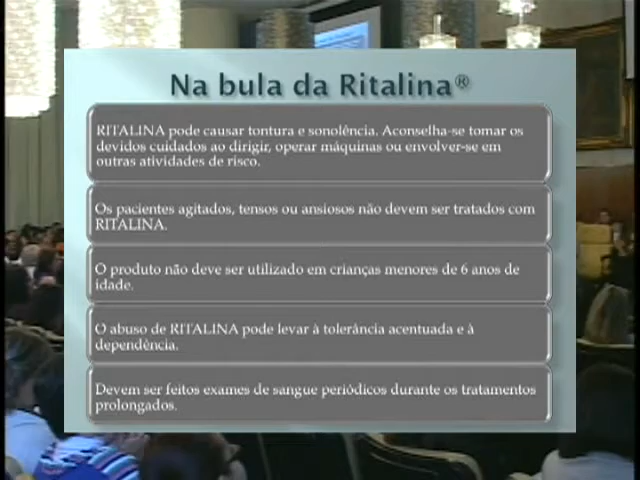 Na bula da Ritalina®
RITALINA pode causar tontura e sonolência. Aconselha-se tomar os
devidos cuidados ao dirigir, operar máquinas ou envolver-se em
outras atividades de risco.
Os pacientes agitados, tensos ou ansiosos não devem ser tratados com
RITALINA.
O produto não deve ser utilizado em crianças menores de 6 anos de
idade.
O abuso de RITALINA pode levar à tolerância acentuada e à
dependência.
Devem ser feitos exames de sangue periódicos durante os tratamentos
prolongados.